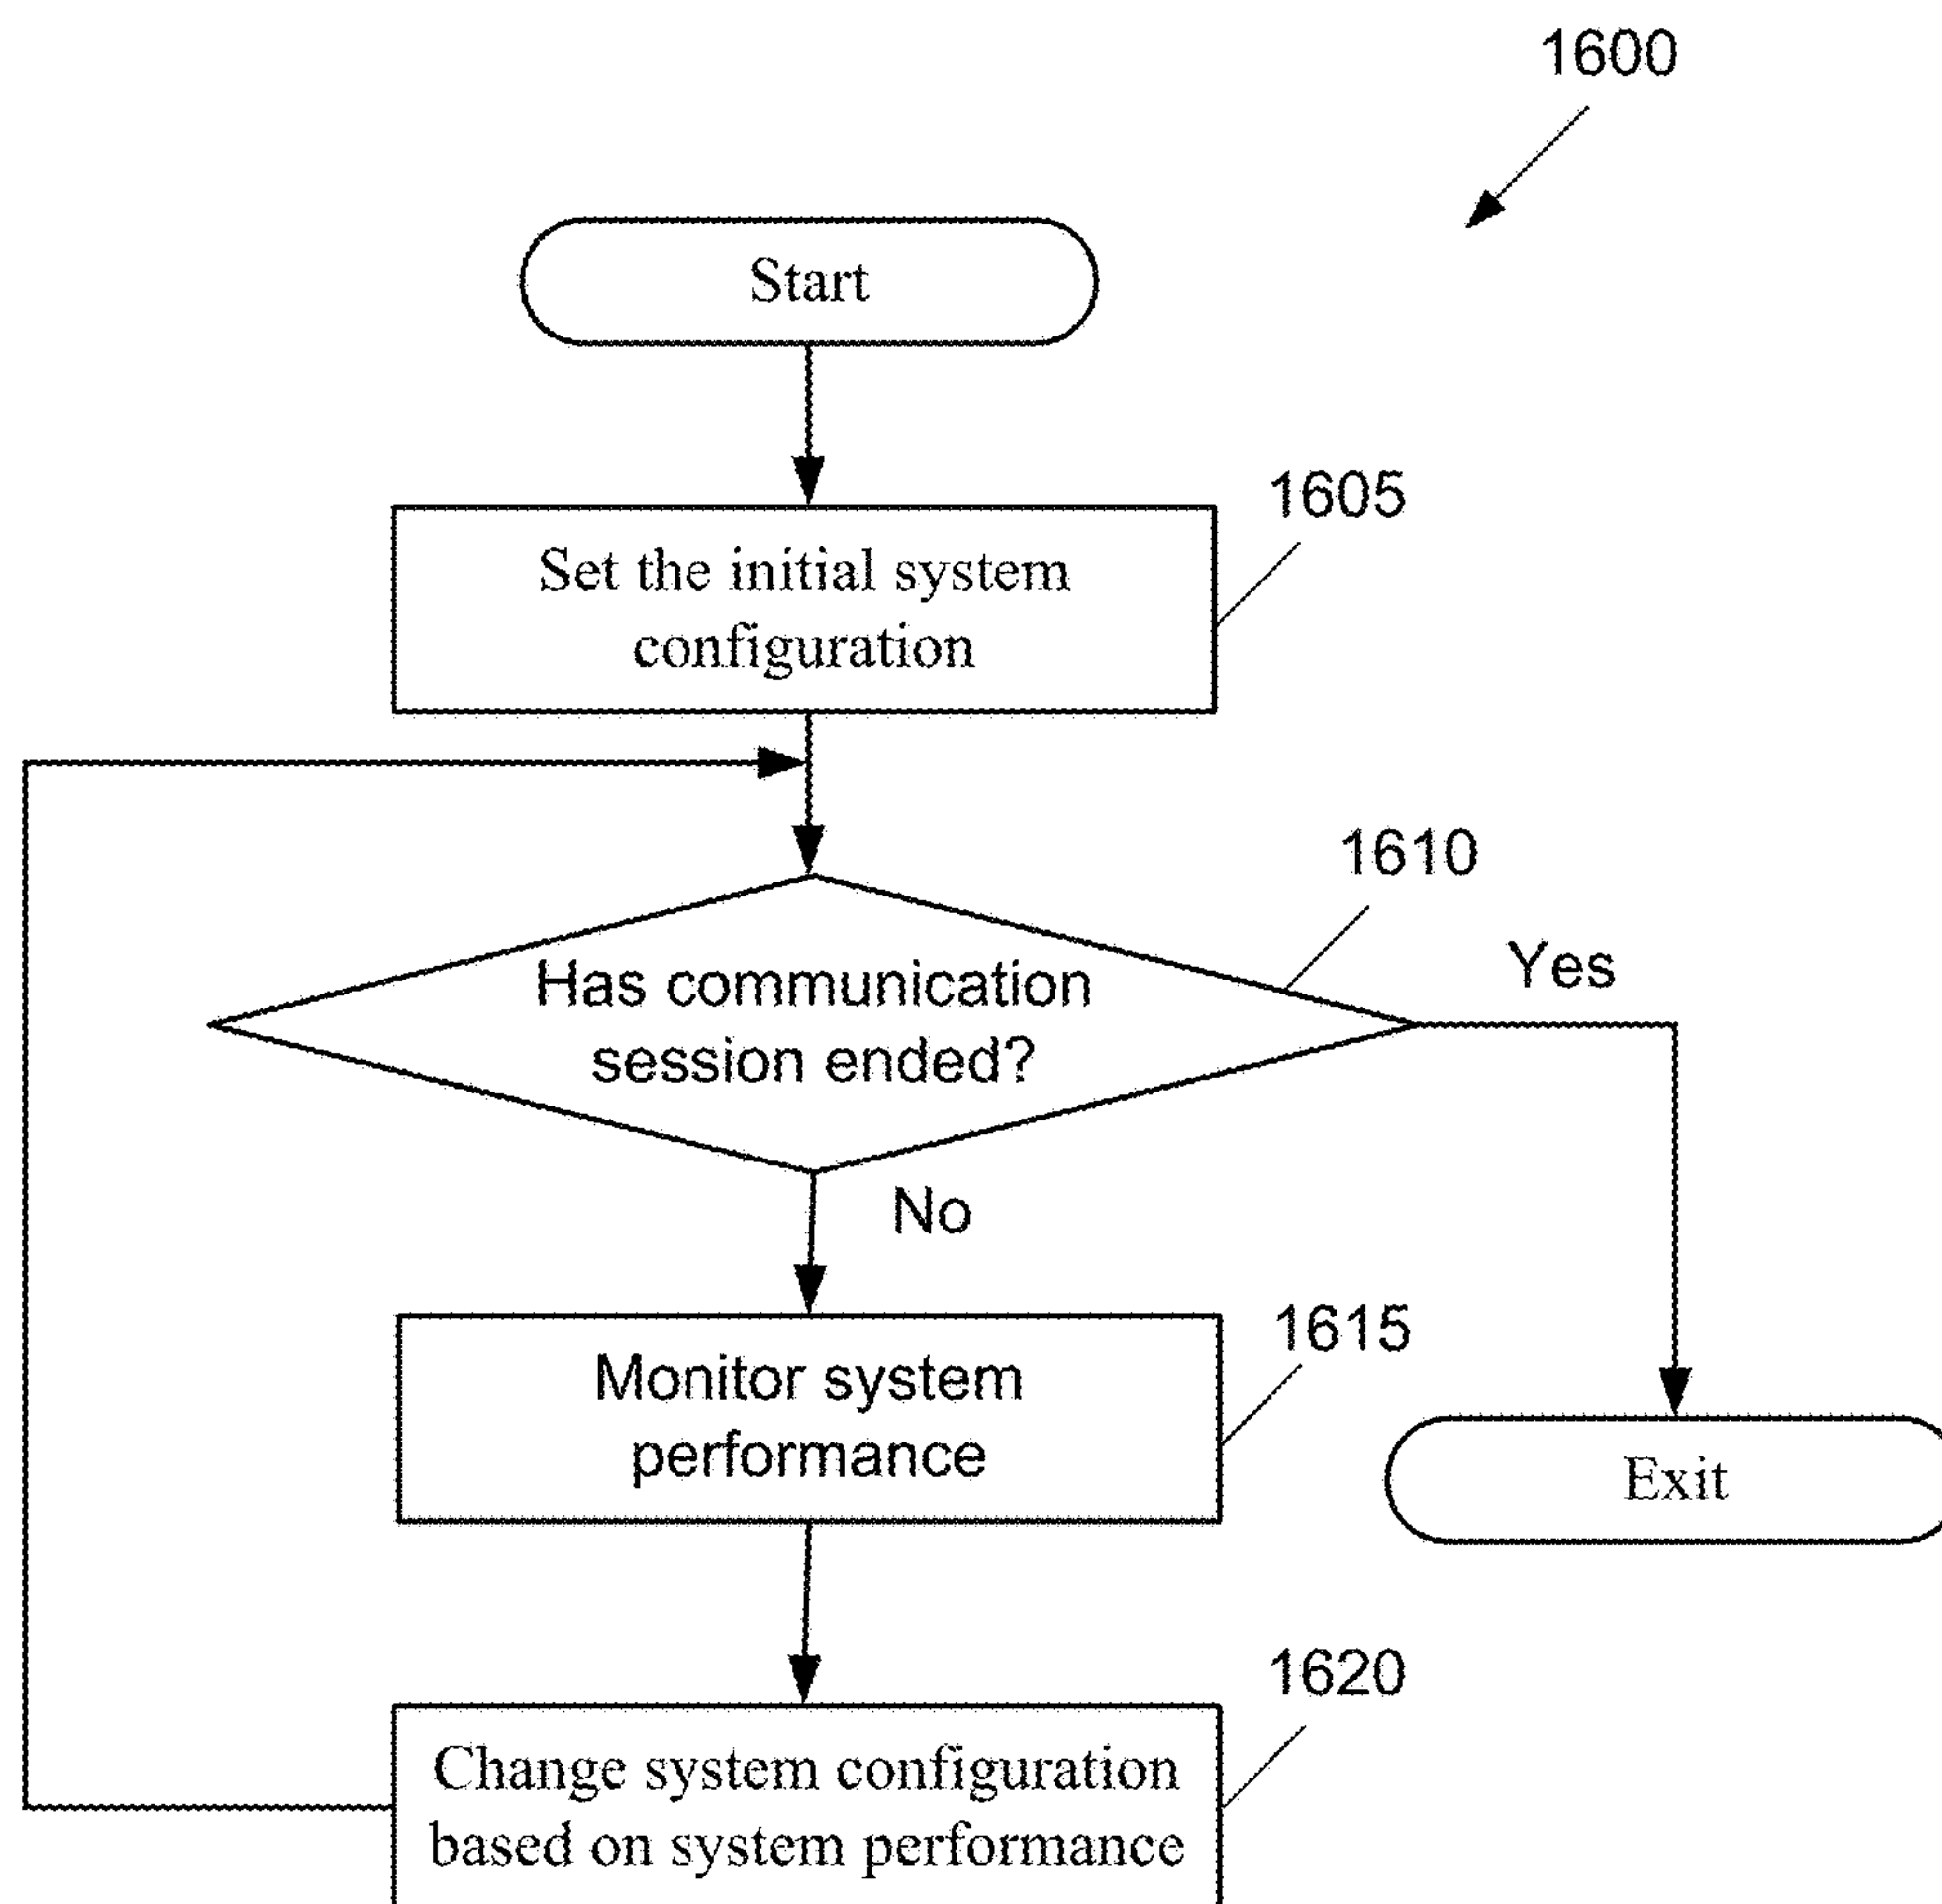 1600
Start
1605
Set the initial system
configuration
1610
Yes
Has communication
session ended?
No
1615
Monitor system
performance
Exit
1620
Change system configuration
based on system performance